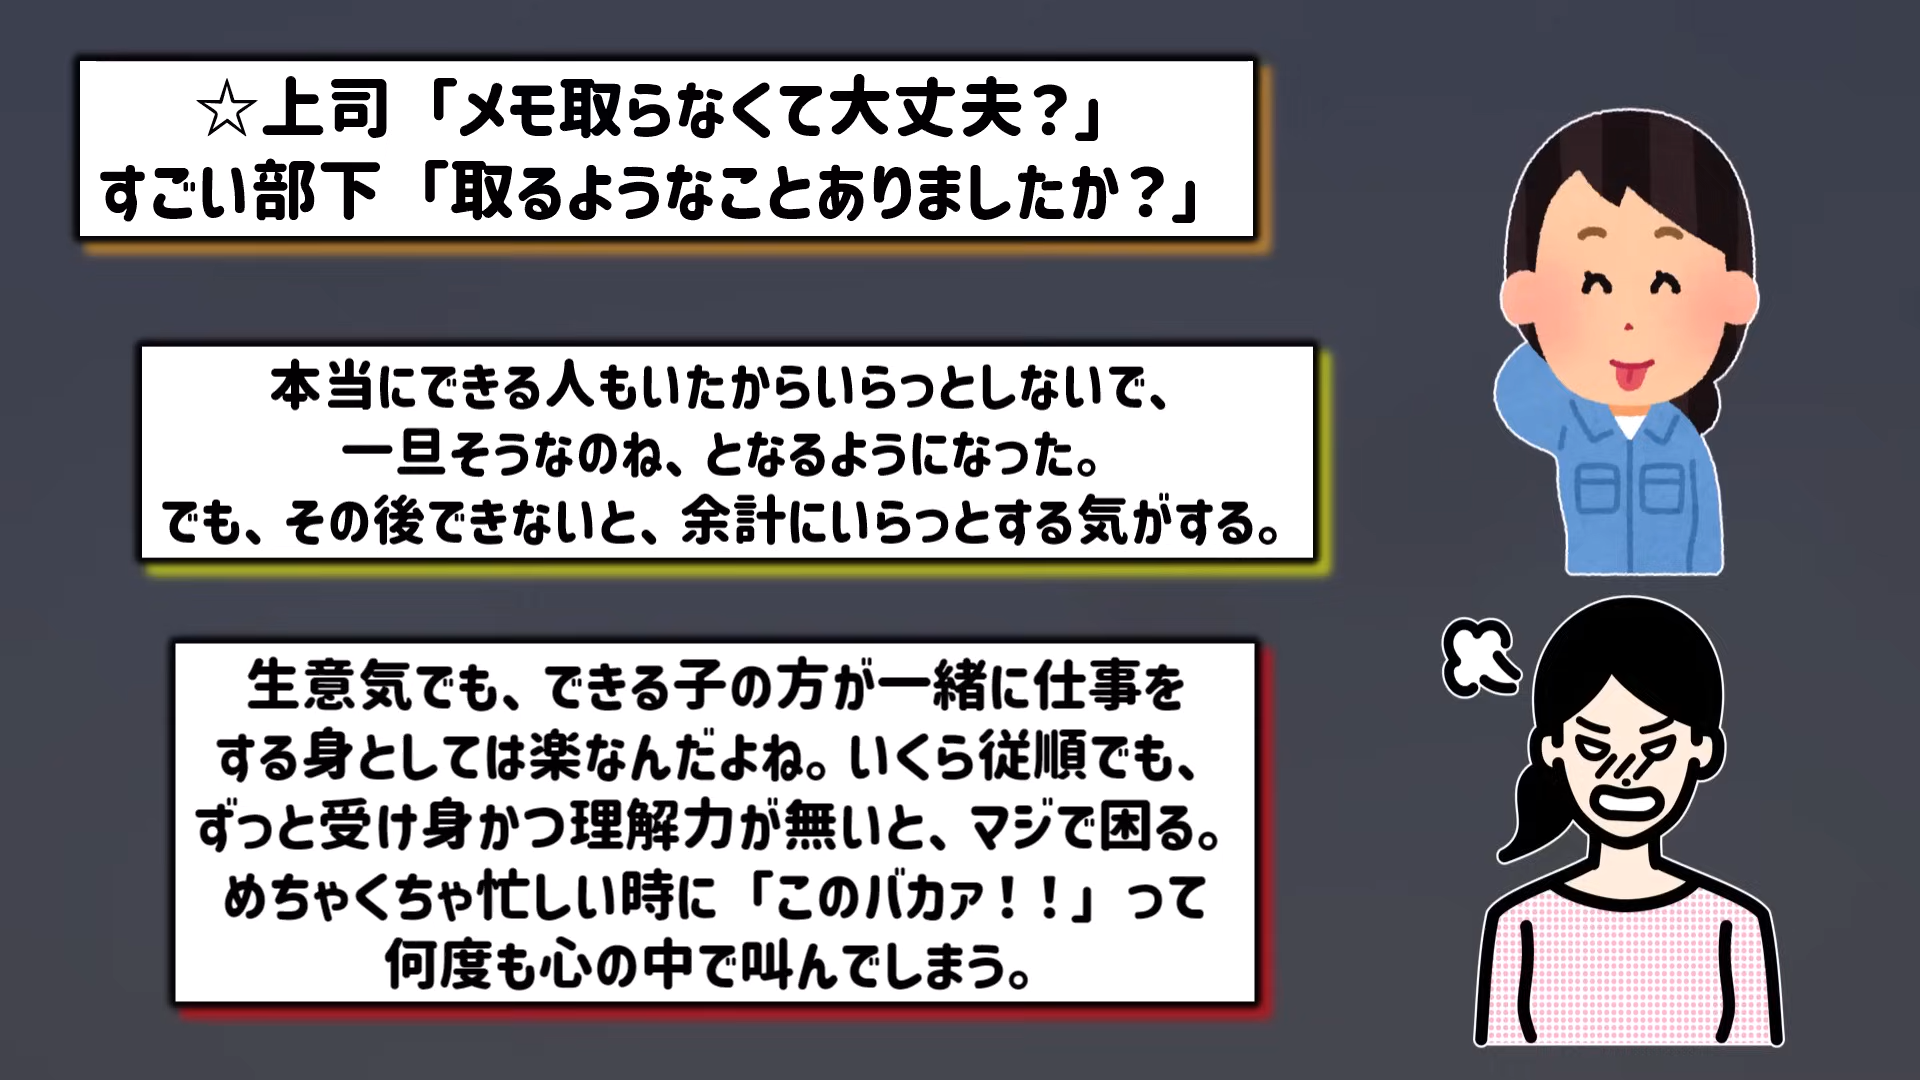 ☆上司「メモ取らなくて大丈夫？」
すごい部下「取るようなことありましたか？」
本当にできる人もいたからいらっとしないで、
一旦そうなのね、となるようになった。
でも、その後できないと、余計にいらっとする気がする。
生意気でも、できる子の方が一緒に仕事を
する身としては楽なんだよね。いくら従順でも、
ずっと受け身かつ理解力が無いと、マジで困る。
めちゃくちゃ忙しい時に「このバカァ！！」って
何度も心の中で叫んでしまう。